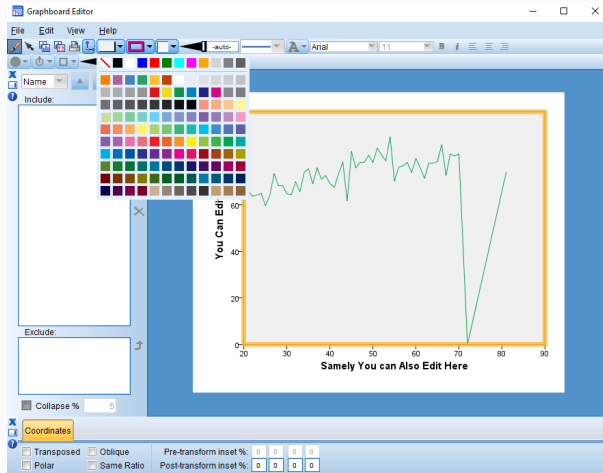 Graphboard Editor
File Edit View Help
-auto- Arial 11 B i
Name
Include:
Exclude:
Collapse % 5
You Can Edi
60
40
20
0
20 30 40 50 60 70 80 90
Samely You can Also Edit Here
Coordinates
Transposed Oblique Pre-transform inset %: 0 0 0 0
Polar Same Ratio Post-transform inset %: 0 0 0 0